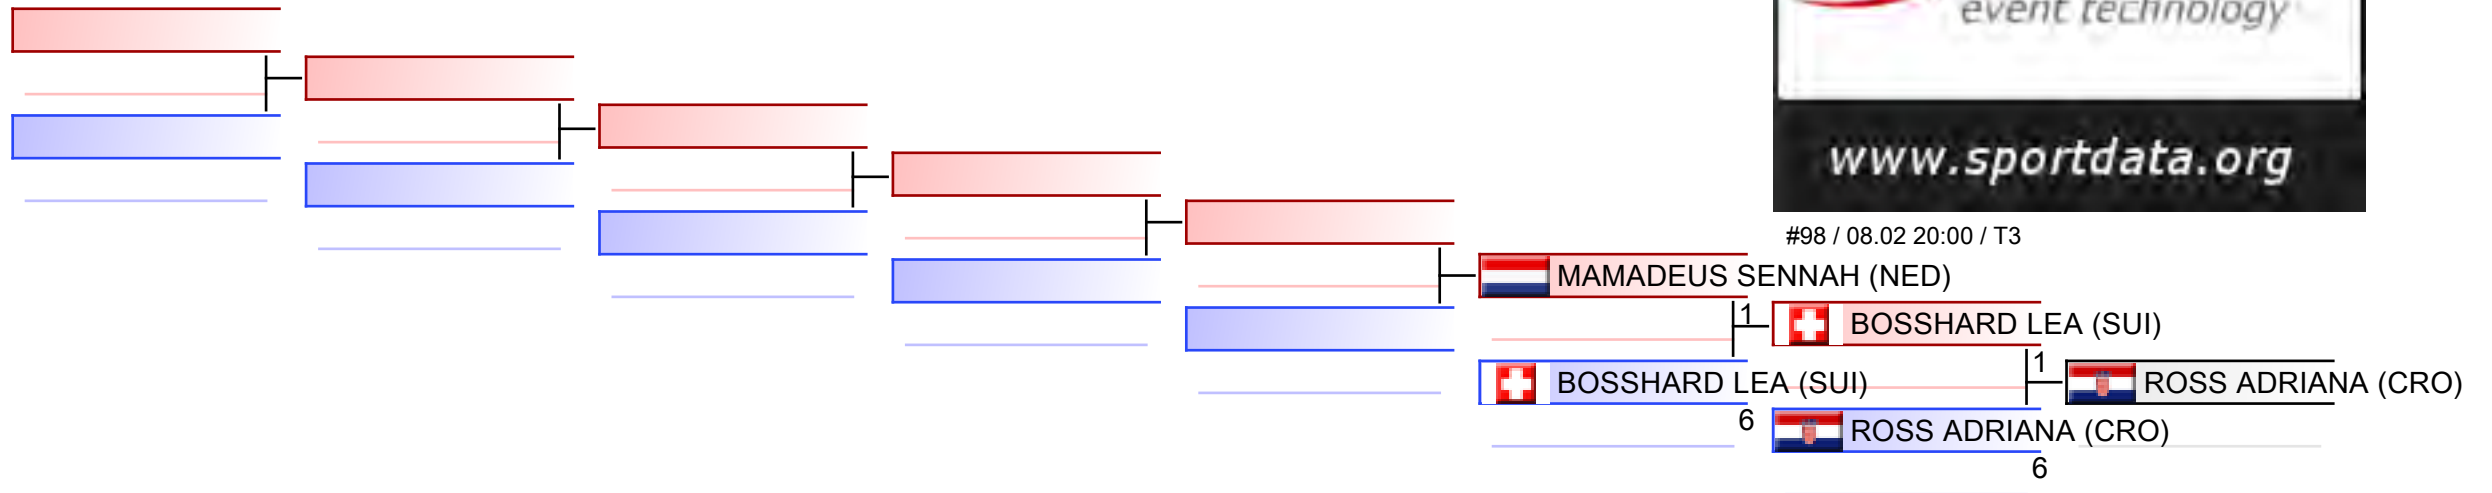 event technology
www.sportdata.org
#98 / 08.02 20:00 / T3
MAMADEUS SENNAH (NED)
1
BOSSHARD LEA (SUI)
1
BOSSHARD LEA (SUI)
ROSS ADRIANA (CRO)
6
ROSS ADRIANA (CRO)
6